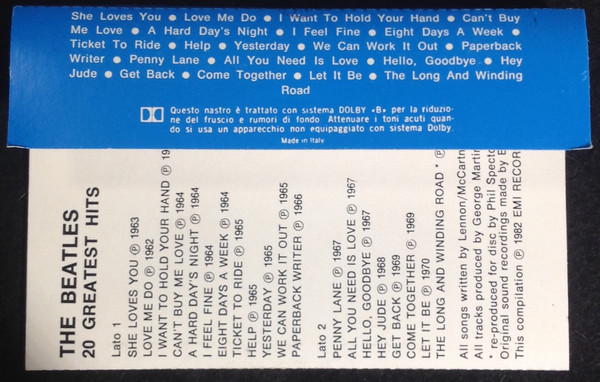 She Loves You ● Love Me Do ● I Want To Hold Your Hand ● Can't Buy
Me Love ● A Hard Day's Night ● I Feel Fine ● Eight Days A Week ●
Ticket To Ride ● Help ● Yesterday ● We Can Work It Out ● Paperback
Writer ● Penny Lane ● All You Need Is Love ● Hello, Goodbye ● Hey
Jude ● Get Back ● Come Together ● Let It Be ● The Long And Winding
Road
Questo nastro è trattato con sistema DOLBY «B» per la riduzio-
ne del fruscio e rumori di fondo Attenuare i toni acuti quan-
do si usa un apparecchio non equipaggiato con sistema Dolby.
Made in Italy
THE BEATLES
20 GREATEST HITS
Lato 1
SHE LOVES YOU ℗ 1963
LOVE ME DO ℗ 1962
I WANT TO HOLD YOUR HAND ℗ 19
CAN'T BUY ME LOVE ℗ 1964
A HARD DAY'S NIGHT ℗ 1964
I FEEL FINE ℗ 1964
EIGHT DAYS A WEEK ℗ 1964
TICKET TO RIDE ℗ 1965
HELP ℗ 1965
YESTERDAY ℗ 1965
WE CAN WORK IT OUT ℗ 1965
PAPERBACK WRITER ℗ 1966
Lato 2
PENNY LANE ℗ 1967
ALL YOU NEED IS LOVE ℗ 1967
HELLO, GOODBYE ℗ 1967
HEY JUDE ℗ 1968
GET BACK ℗ 1969
COME TOGETHER ℗ 1969
LET IT BE ℗ 1970
THE LONG AND WINDING ROAD * ℗
All songs written by Lennon/McCartn
All tracks produced by George Martin
* re-produced for disc by Phil Specto
Original sound recordings made by E
This compilation ℗ 1982 EMI RECOR